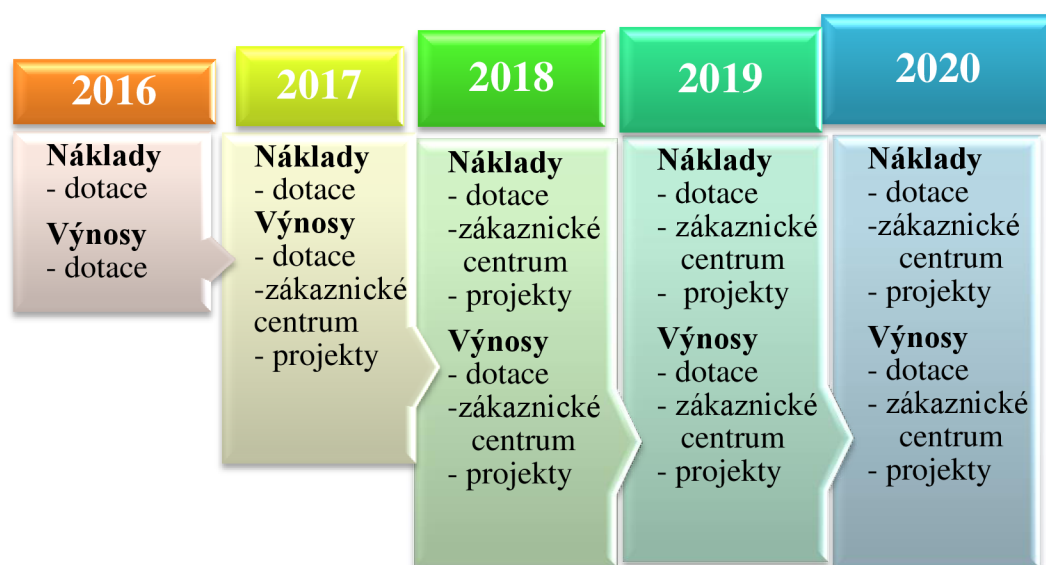 2016
Náklady
- dotace
Výnosy
- dotace
2017
Náklady
- dotace
Výnosy
- dotace
-zákaznické
centrum
- projekty
2018
Náklady
- dotace
-zákaznické
centrum
- projekty
Výnosy
- dotace
-zákaznické
centrum
- projekty
2019
Náklady
- dotace
- zákaznické
centrum
- projekty
Výnosy
- dotace
- zákaznické
centrum
- projekty
2020
Náklady
- dotace
-zákaznické
centrum
- projekty
Výnosy
- dotace
- zákaznické
centrum
- projekty